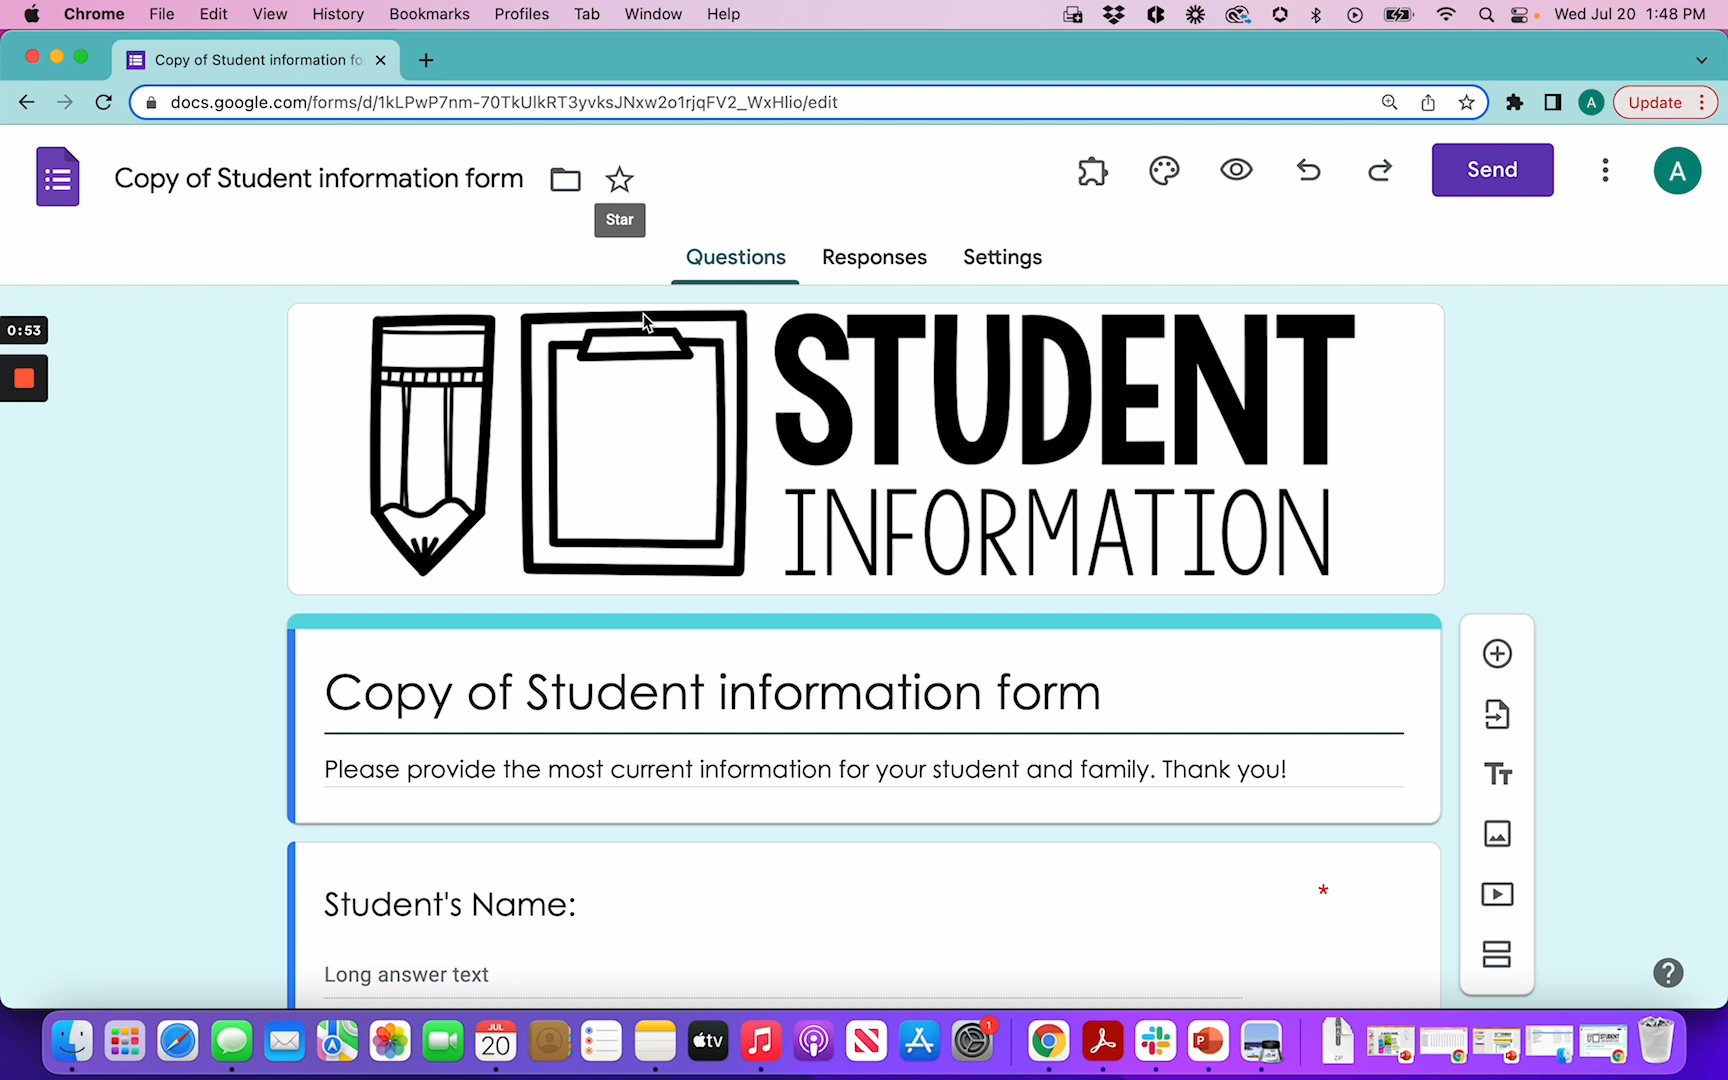 Chrome File Edit View History Bookmarks Profiles Tab Window Help Wed Jul 20 1:48 PM
Copy of Student information fo
docs.google.com/forms/d/1kLPwP7nm-70TkUlkRT3yvksJNxw2o1rjqFV2_WxHlio/edit A Update
Copy of Student information form Send A
Star
Questions Responses Settings
0:53
STUDENT
INFORMATION
Copy of Student information form
Please provide the most current information for your student and family. Thank you!
Tt
Student's Name: *
Long answer text
?
JUL
20
tv
1
ZIP